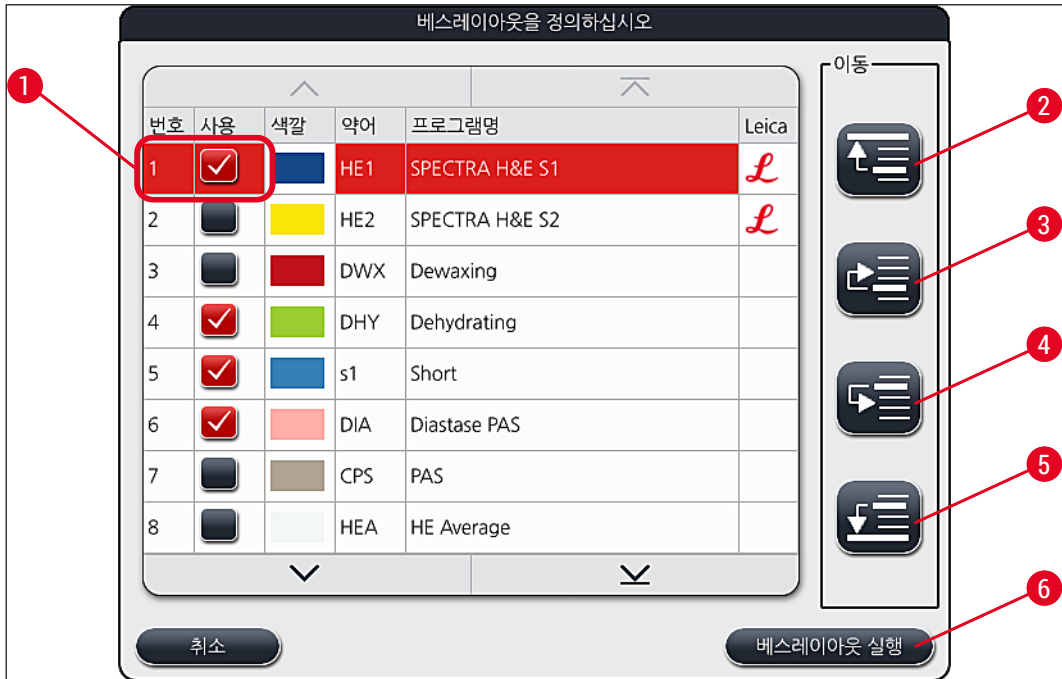 베스레이아웃을 정의하십시오
1
이동
번호 사용 색깔 약어 프로그램명 Leica
1 HE1 SPECTRA H&E S1 L
2 HE2 SPECTRA H&E S2 L
3 DWX Dewaxing
4 DHY Dehydrating
5 s1 Short
6 DIA Diastase PAS
7 CPS PAS
8 HEA HE Average
2
3
4
5
6
취소
베스레이아웃 실행